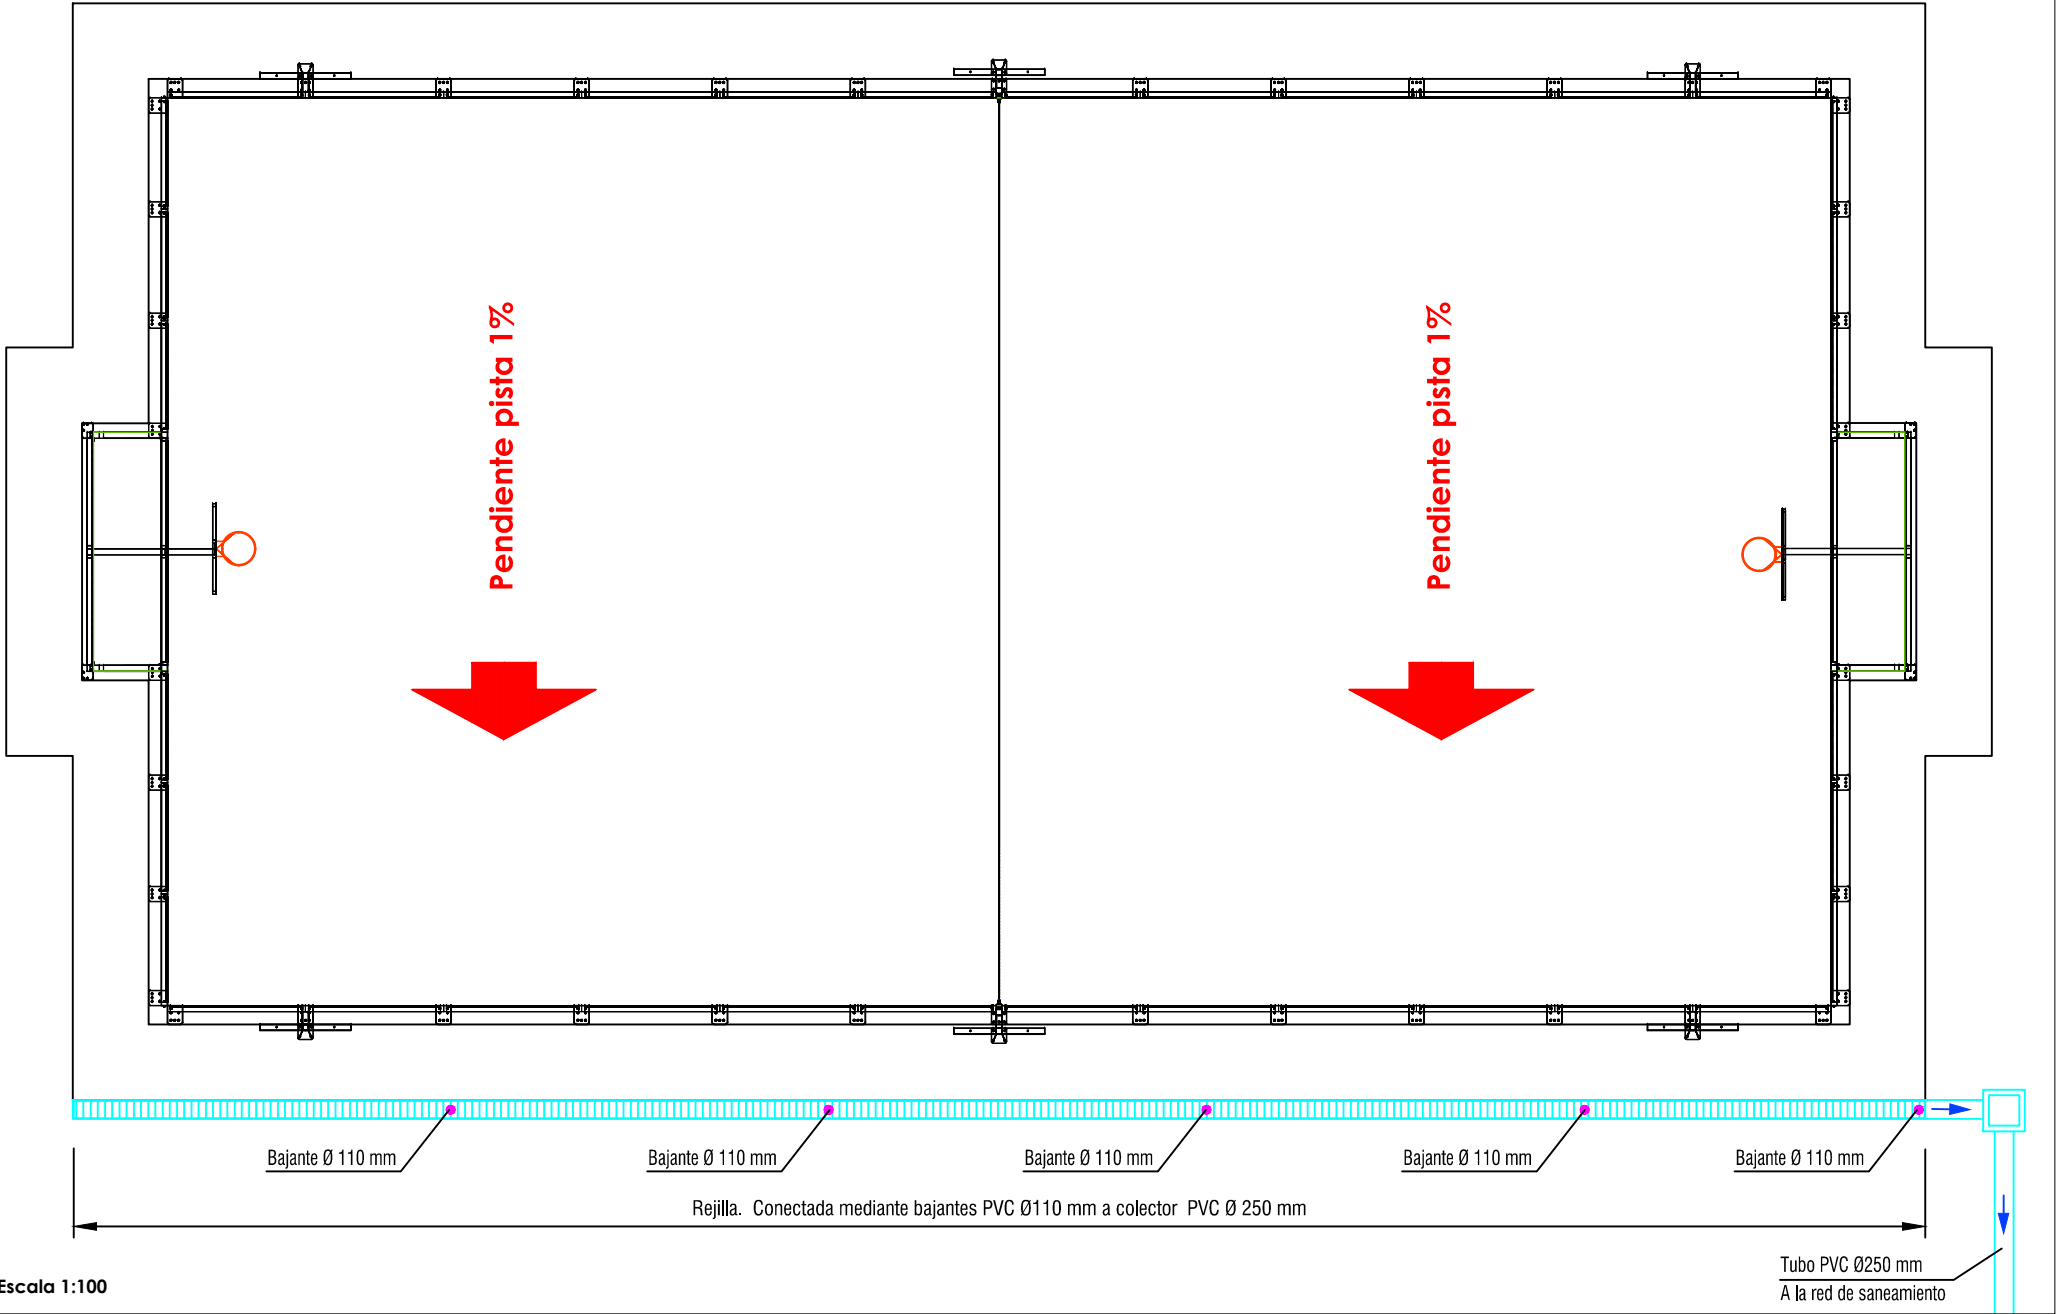 Pendiente pista 1%
Pendiente pista 1%
Bajante Ø 110 mm
Bajante Ø 110 mm
Bajante Ø 110 mm
Bajante Ø 110 mm
Bajante Ø 110 mm
Rejilla. Conectada mediante bajantes PVC Ø110 mm a colector PVC Ø 250 mm
Tubo PVC Ø250 mm
A la red de saneamiento
Escala 1:100